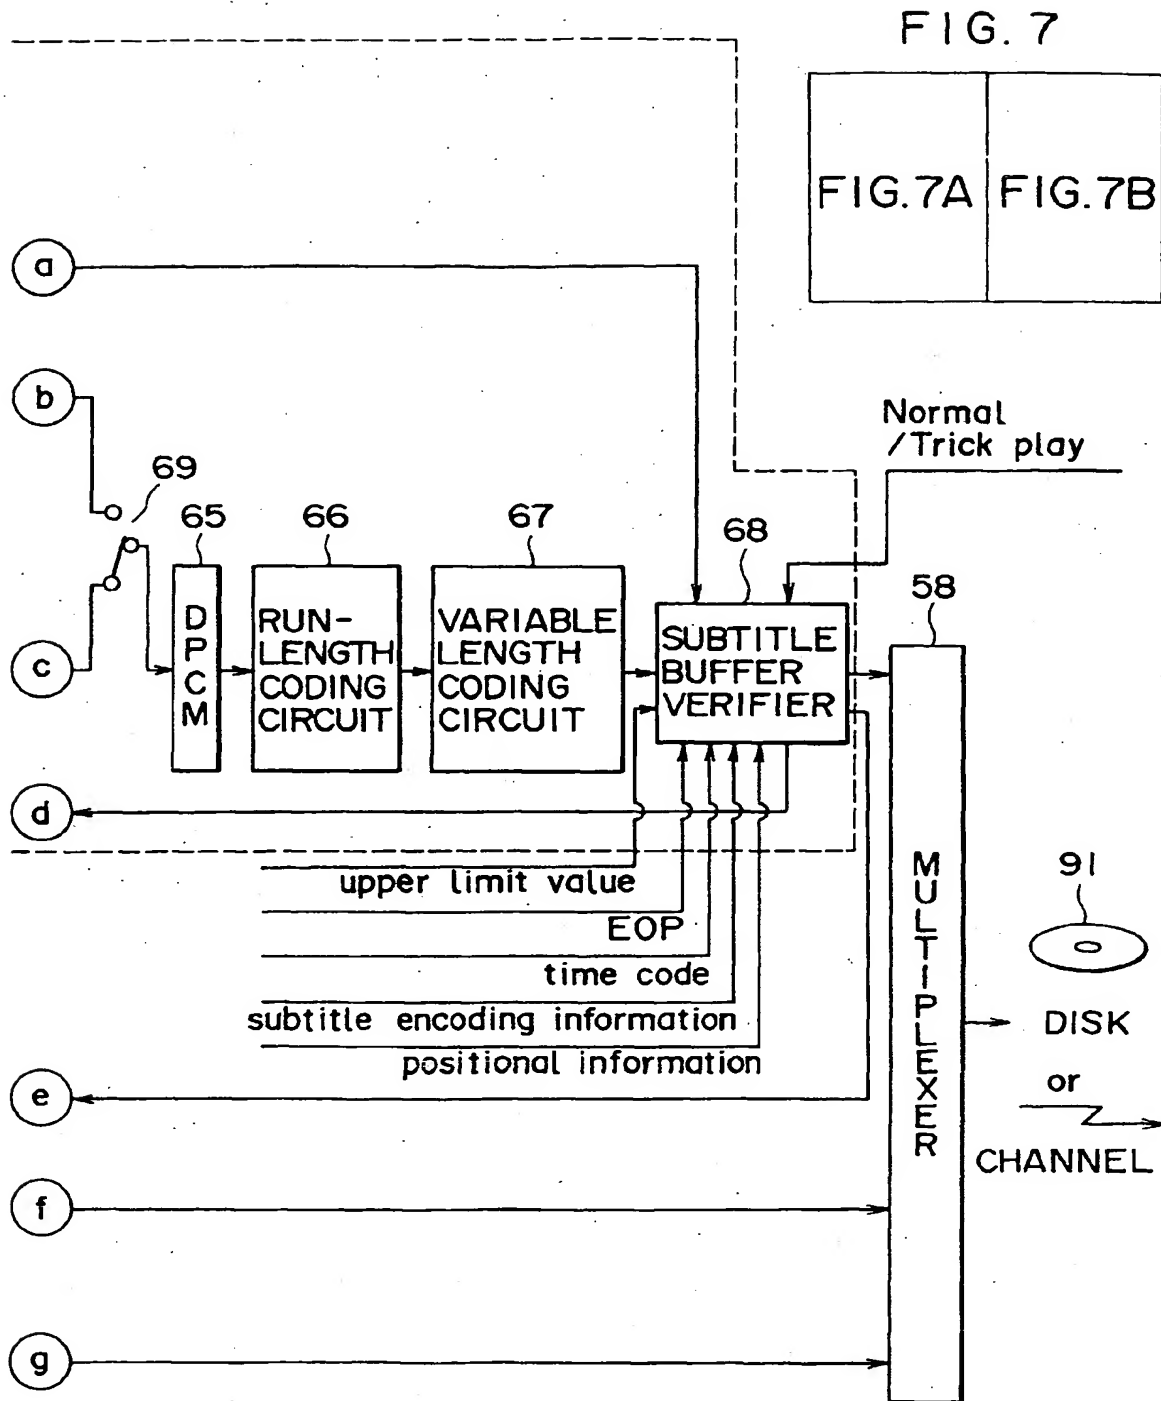 FIG. 7
FIG.7A FIG.7B
a
b
Normal
/Trick play
69
65
66
67
68
58
D
P
C
M
RUN-
LENGTH
CODING
CIRCUIT
VARIABLE
LENGTH
CODING
CIRCUIT
SUBTITLE
BUFFER
VERIFIER
c
d
upper limit value
EOP
time code
subtitle encoding information
positional information
MULTIPLEXER
91
DISK
or
CHANNEL
e
f
g